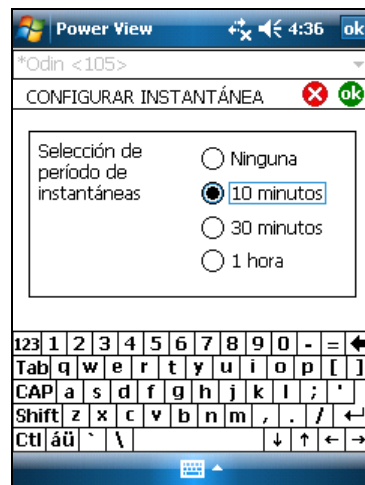 Power View 4:36 ok
*Odin <105>
CONFIGURAR INSTANTÁNEA ok
Selección de
período de
instantáneas
Ninguna
10 minutos
30 minutos
1 hora
123 1 2 3 4 5 6 7 8 9 0 - =
Tab q w e r t y u i o p [ ]
CAP a s d f g h j k l ; '
Shift z x c v b n m , . /
Ctl áü ` \